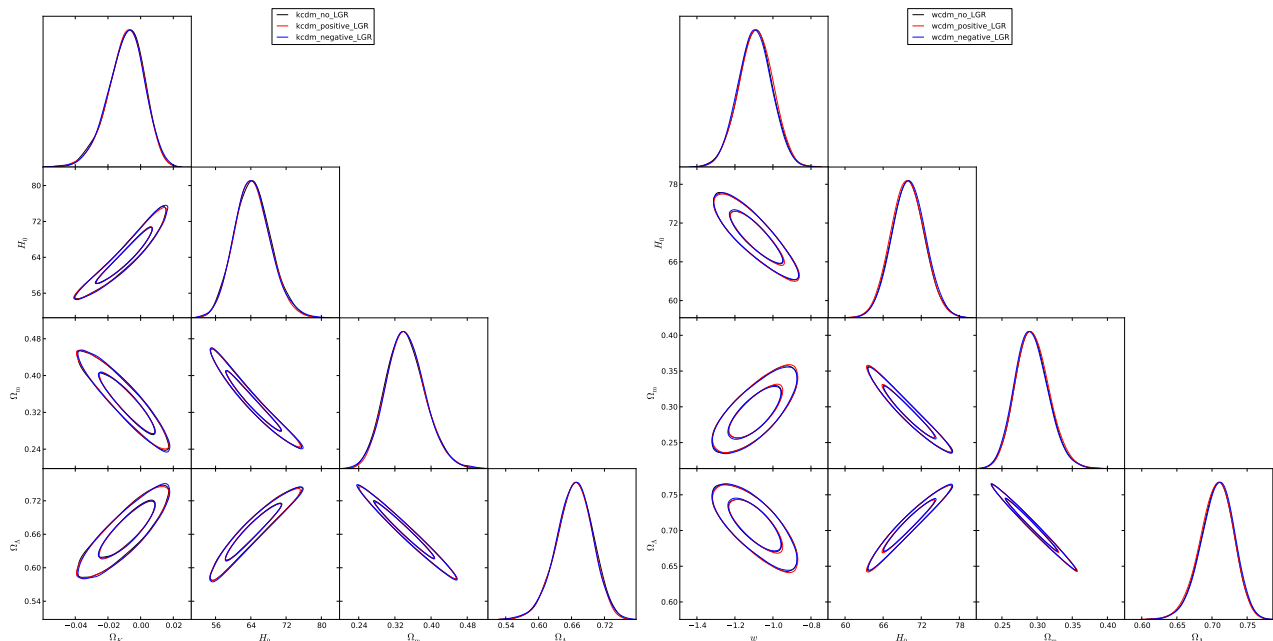 kcdm_no_LGR
kcdm_positive_LGR
kcdm_negative_LGR
80
72
64
56
H₀
0.48
0.40
0.32
0.24
Ωₘ
0.72
0.66
0.60
0.54
Ω_Λ
−0.04 −0.02 0.00 0.02
56 64 72 80
0.24 0.32 0.40 0.48
0.54 0.60 0.66 0.72
Ω_K H₀ Ωₘ Ω_Λ
wcdm_no_LGR
wcdm_positive_LGR
wcdm_negative_LGR
78
72
66
60
H₀
0.40
0.35
0.30
0.25
Ωₘ
0.75
0.70
0.65
0.60
Ω_Λ
−1.4 −1.2 −1.0 −0.8
60 66 72 78
0.25 0.30 0.35 0.40
0.60 0.65 0.70 0.75
w H₀ Ωₘ Ω_Λ